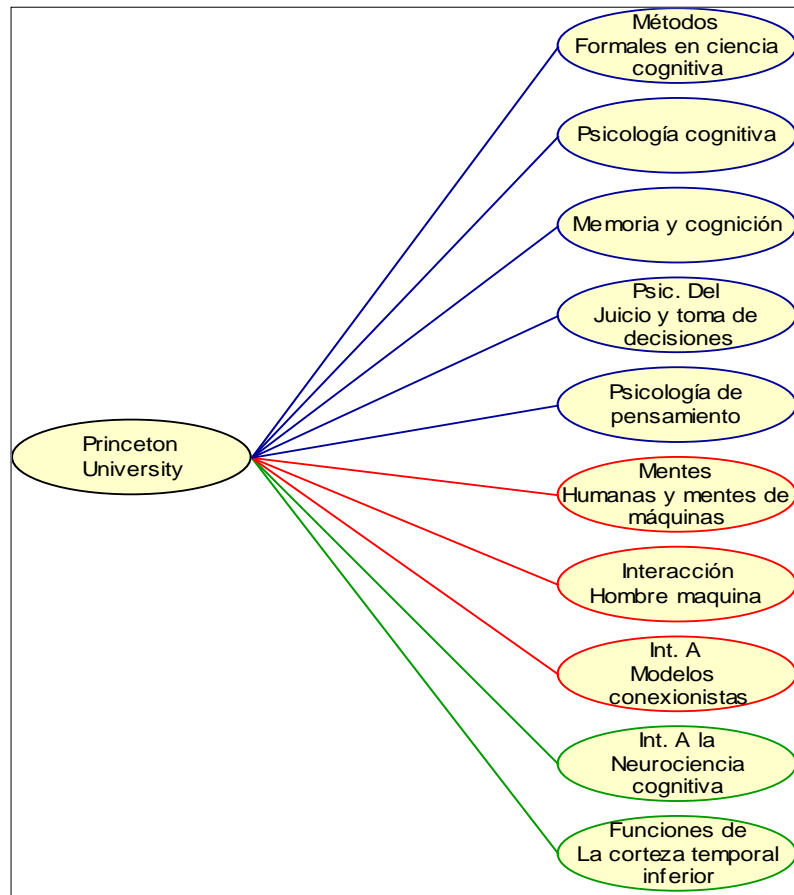 Métodos
Formales en ciencia
cognitiva
Psicología cognitiva
Memoria y cognición
Psic. Del
Juicio y toma de
decisiones
Psicología de
pensamiento
Princeton
University
Mentes
Humanas y mentes de
máquinas
Interacción
Hombre maquina
Int. A
Modelos
conexionistas
Int. A la
Neurociencia
cognitiva
Funciones de
La corteza temporal
inferior